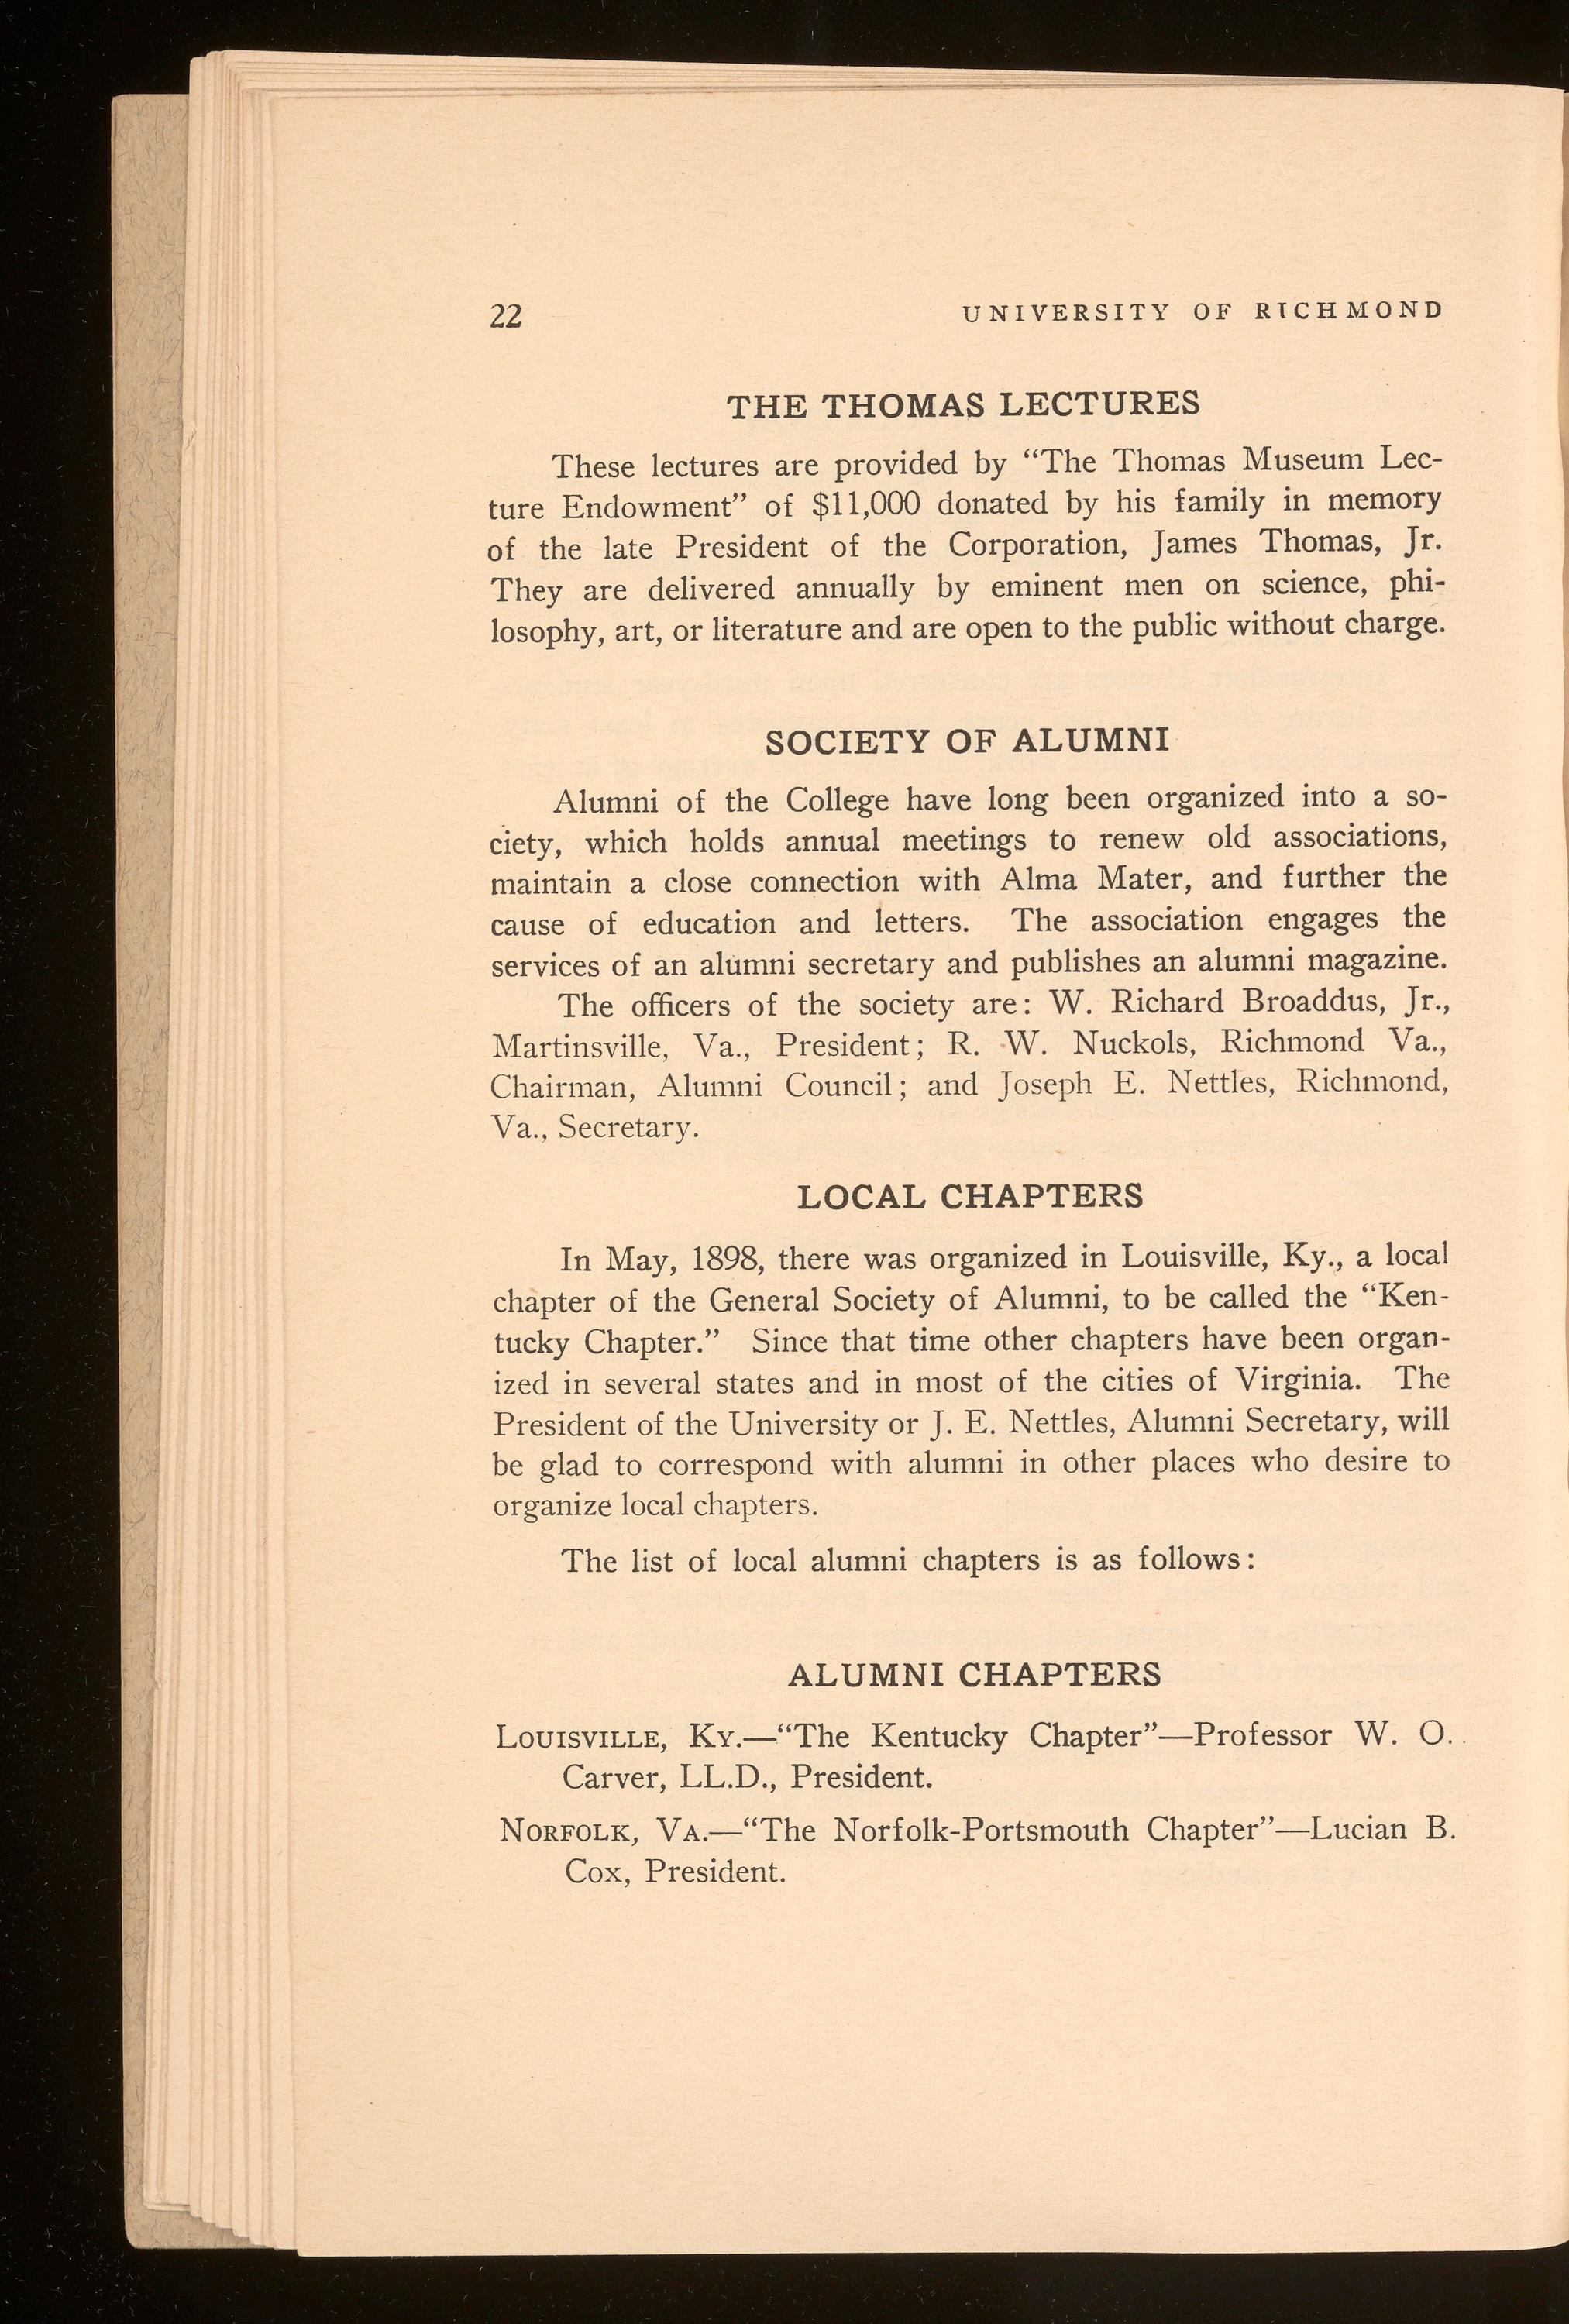 22 UNIVERSITY OF RICHMOND
THE THOMAS LECTURES
These lectures are provided by “The Thomas Museum Lec-
ture Endowment” of $11,000 donated by his family in memory
of the late President of the Corporation, James Thomas, Jr.
They are delivered annually by eminent men on science, phi-
losophy, art, or literature and are open to the public without charge.
SOCIETY OF ALUMNI
Alumni of the College have long been organized into a so-
ciety, which holds annual meetings to renew old associations,
maintain a close connection with Alma Mater, and further the
cause of education and letters. The association engages the
services of an alumni secretary and publishes an alumni magazine.
The officers of the society are: W. Richard Broaddus, Jr.,
Martinsville, Va., President; R. W. Nuckols, Richmond Va.,
Chairman, Alumni Council; and Joseph E. Nettles, Richmond,
Va., Secretary.
LOCAL CHAPTERS
In May, 1898, there was organized in Louisville, Ky., a local
chapter of the General Society of Alumni, to be called the “Ken-
tucky Chapter.” Since that time other chapters have been organ-
ized in several states and in most of the cities of Virginia. The
President of the University or J. E. Nettles, Alumni Secretary, will
be glad to correspond with alumni in other places who desire to
organize local chapters.
The list of local alumni chapters is as follows:
ALUMNI CHAPTERS
LOUISVILLE, KY.—“The Kentucky Chapter”—Professor W. O.
Carver, LL.D., President.
NORFOLK, VA.—“The Norfolk-Portsmouth Chapter”—Lucian B.
Cox, President.